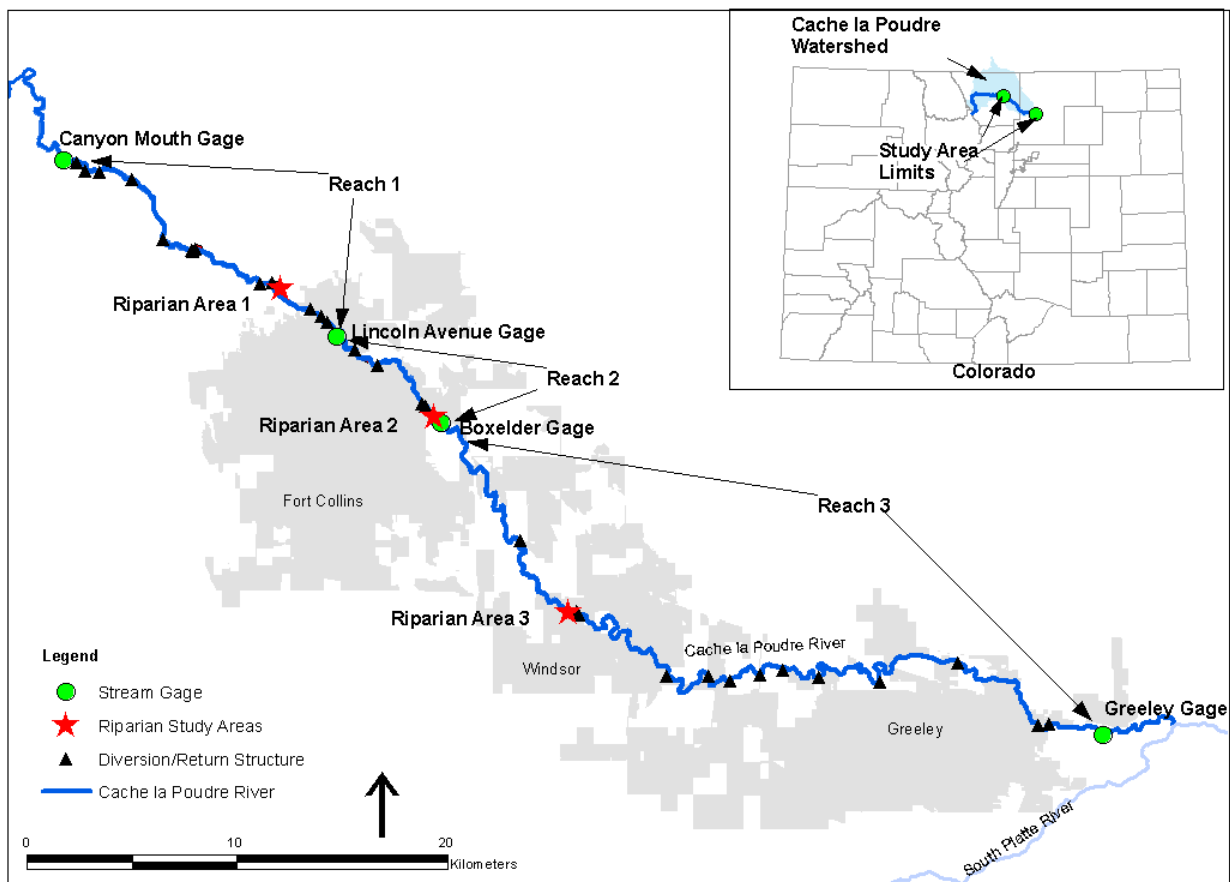 Cache la Poudre
Watershed
Study Area
Limits
Colorado
Canyon Mouth Gage
Reach 1
Riparian Area 1
Lincoln Avenue Gage
Reach 2
Riparian Area 2
Boxelder Gage
Fort Collins
Reach 3
Riparian Area 3
Cache la Poudre River
Windsor
Greeley Gage
Greeley
South Platte River
Legend
Stream Gage
Riparian Study Areas
Diversion/Return Structure
Cache la Poudre River
0 10 20
Kilometers